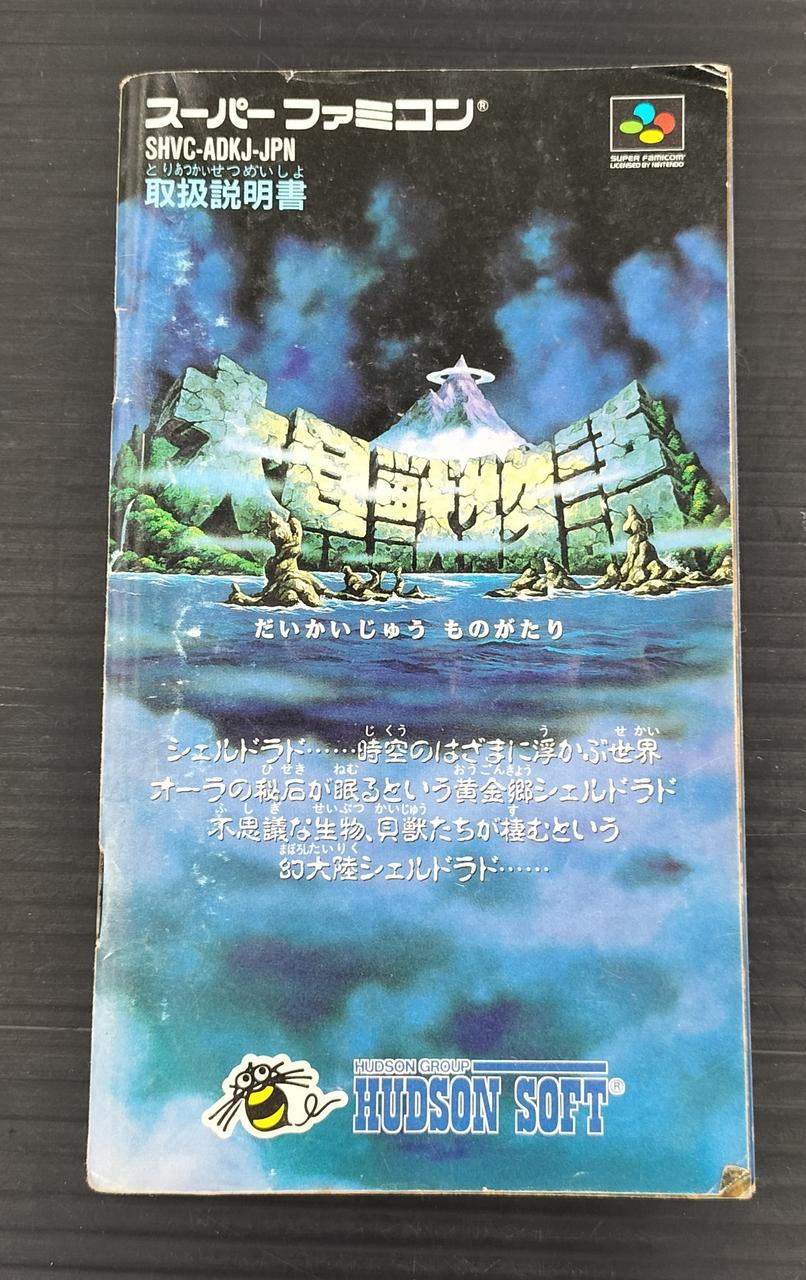 スーパーファミコン®
SHVC-ADKJ-JPN
とりあつかいせつめいしょ
取扱説明書
SUPER FAMICOM
LICENSED BY NINTENDO
大貝獣物語
だいかいじゅう ものがたり
じくう う せかい
シェルドラド……時空のはざまに浮かぶ世界
ひせき ねむ おうごんきょう
オーラの秘石が眠るという黄金郷シェルドラド
ふしぎ せいぶつ かいじゅう す
不思議な生物、貝獣たちが棲むという
まぼろしたいりく
幻大陸シェルドラド……
HUDSON GROUP
HUDSON SOFT®